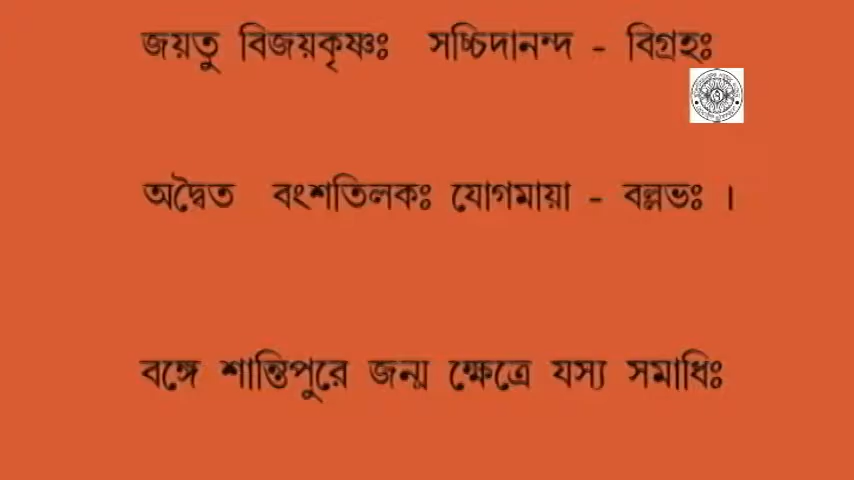 জয়তু বিজয়কৃষ্ণঃ সচ্চিদানন্দ - বিগ্রহঃ
অদ্বৈত বংশতিলকঃ যোগমায়া - বল্লভঃ ।
বঙ্গে শান্তিপুরে জন্ম ক্ষেত্রে যস্য সমাধিঃ